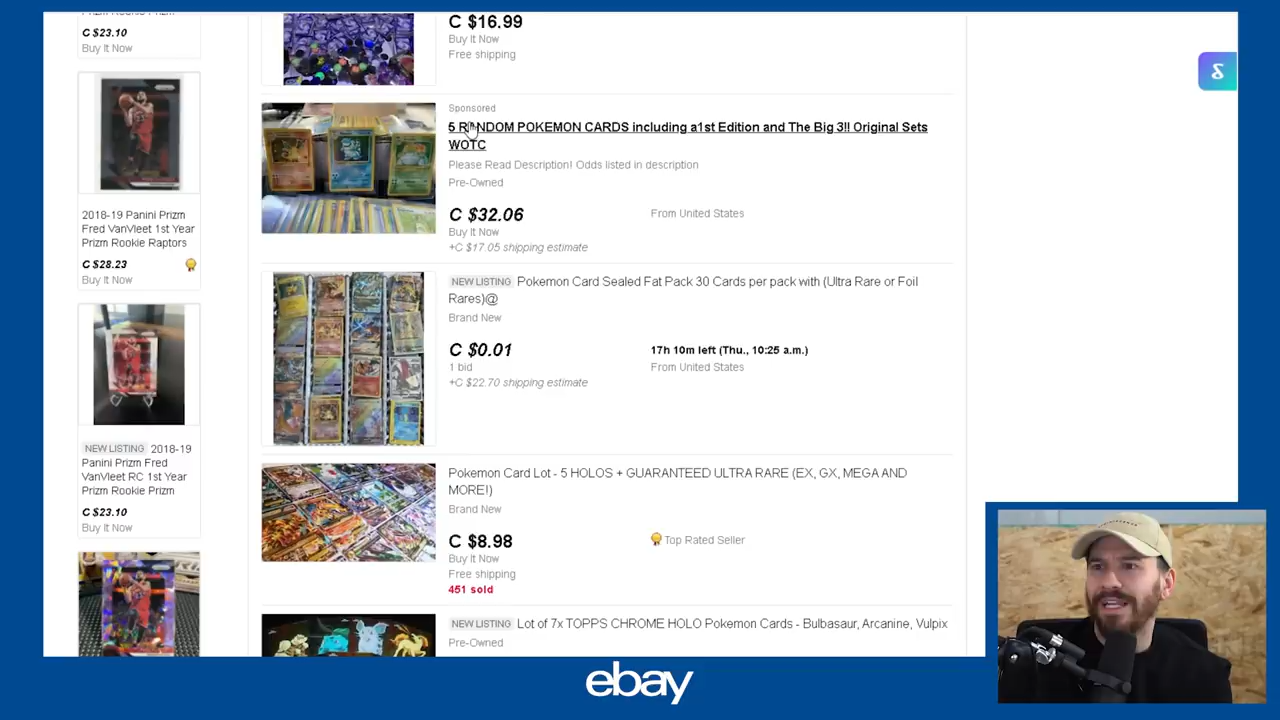 C $23.10
Buy It Now
2018-19 Panini Prizm
Fred VanVleet 1st Year
Prizm Rookie Raptors
C $28.23
Buy It Now
NEW LISTING 2018-19
Panini Prizm Fred
VanVleet RC 1st Year
Prizm Rookie Prizm
C $23.10
Buy It Now
C $16.99
Buy It Now
Free shipping
Sponsored
5 RANDOM POKEMON CARDS including a1st Edition and The Big 3!! Original Sets
WOTC
Please Read Description! Odds listed in description
Pre-Owned
C $32.06
From United States
Buy It Now
+C $17.05 shipping estimate
NEW LISTING Pokemon Card Sealed Fat Pack 30 Cards per pack with (Ultra Rare or Foil
Rares)@
Brand New
C $0.01
17h 10m left (Thu., 10:25 a.m.)
1 bid
From United States
+C $22.70 shipping estimate
Pokemon Card Lot - 5 HOLOS + GUARANTEED ULTRA RARE (EX, GX, MEGA AND
MORE!)
Brand New
C $8.98
Top Rated Seller
Buy It Now
Free shipping
451 sold
NEW LISTING Lot of 7x TOPPS CHROME HOLO Pokemon Cards - Bulbasaur, Arcanine, Vulpix
Pre-Owned
ebay